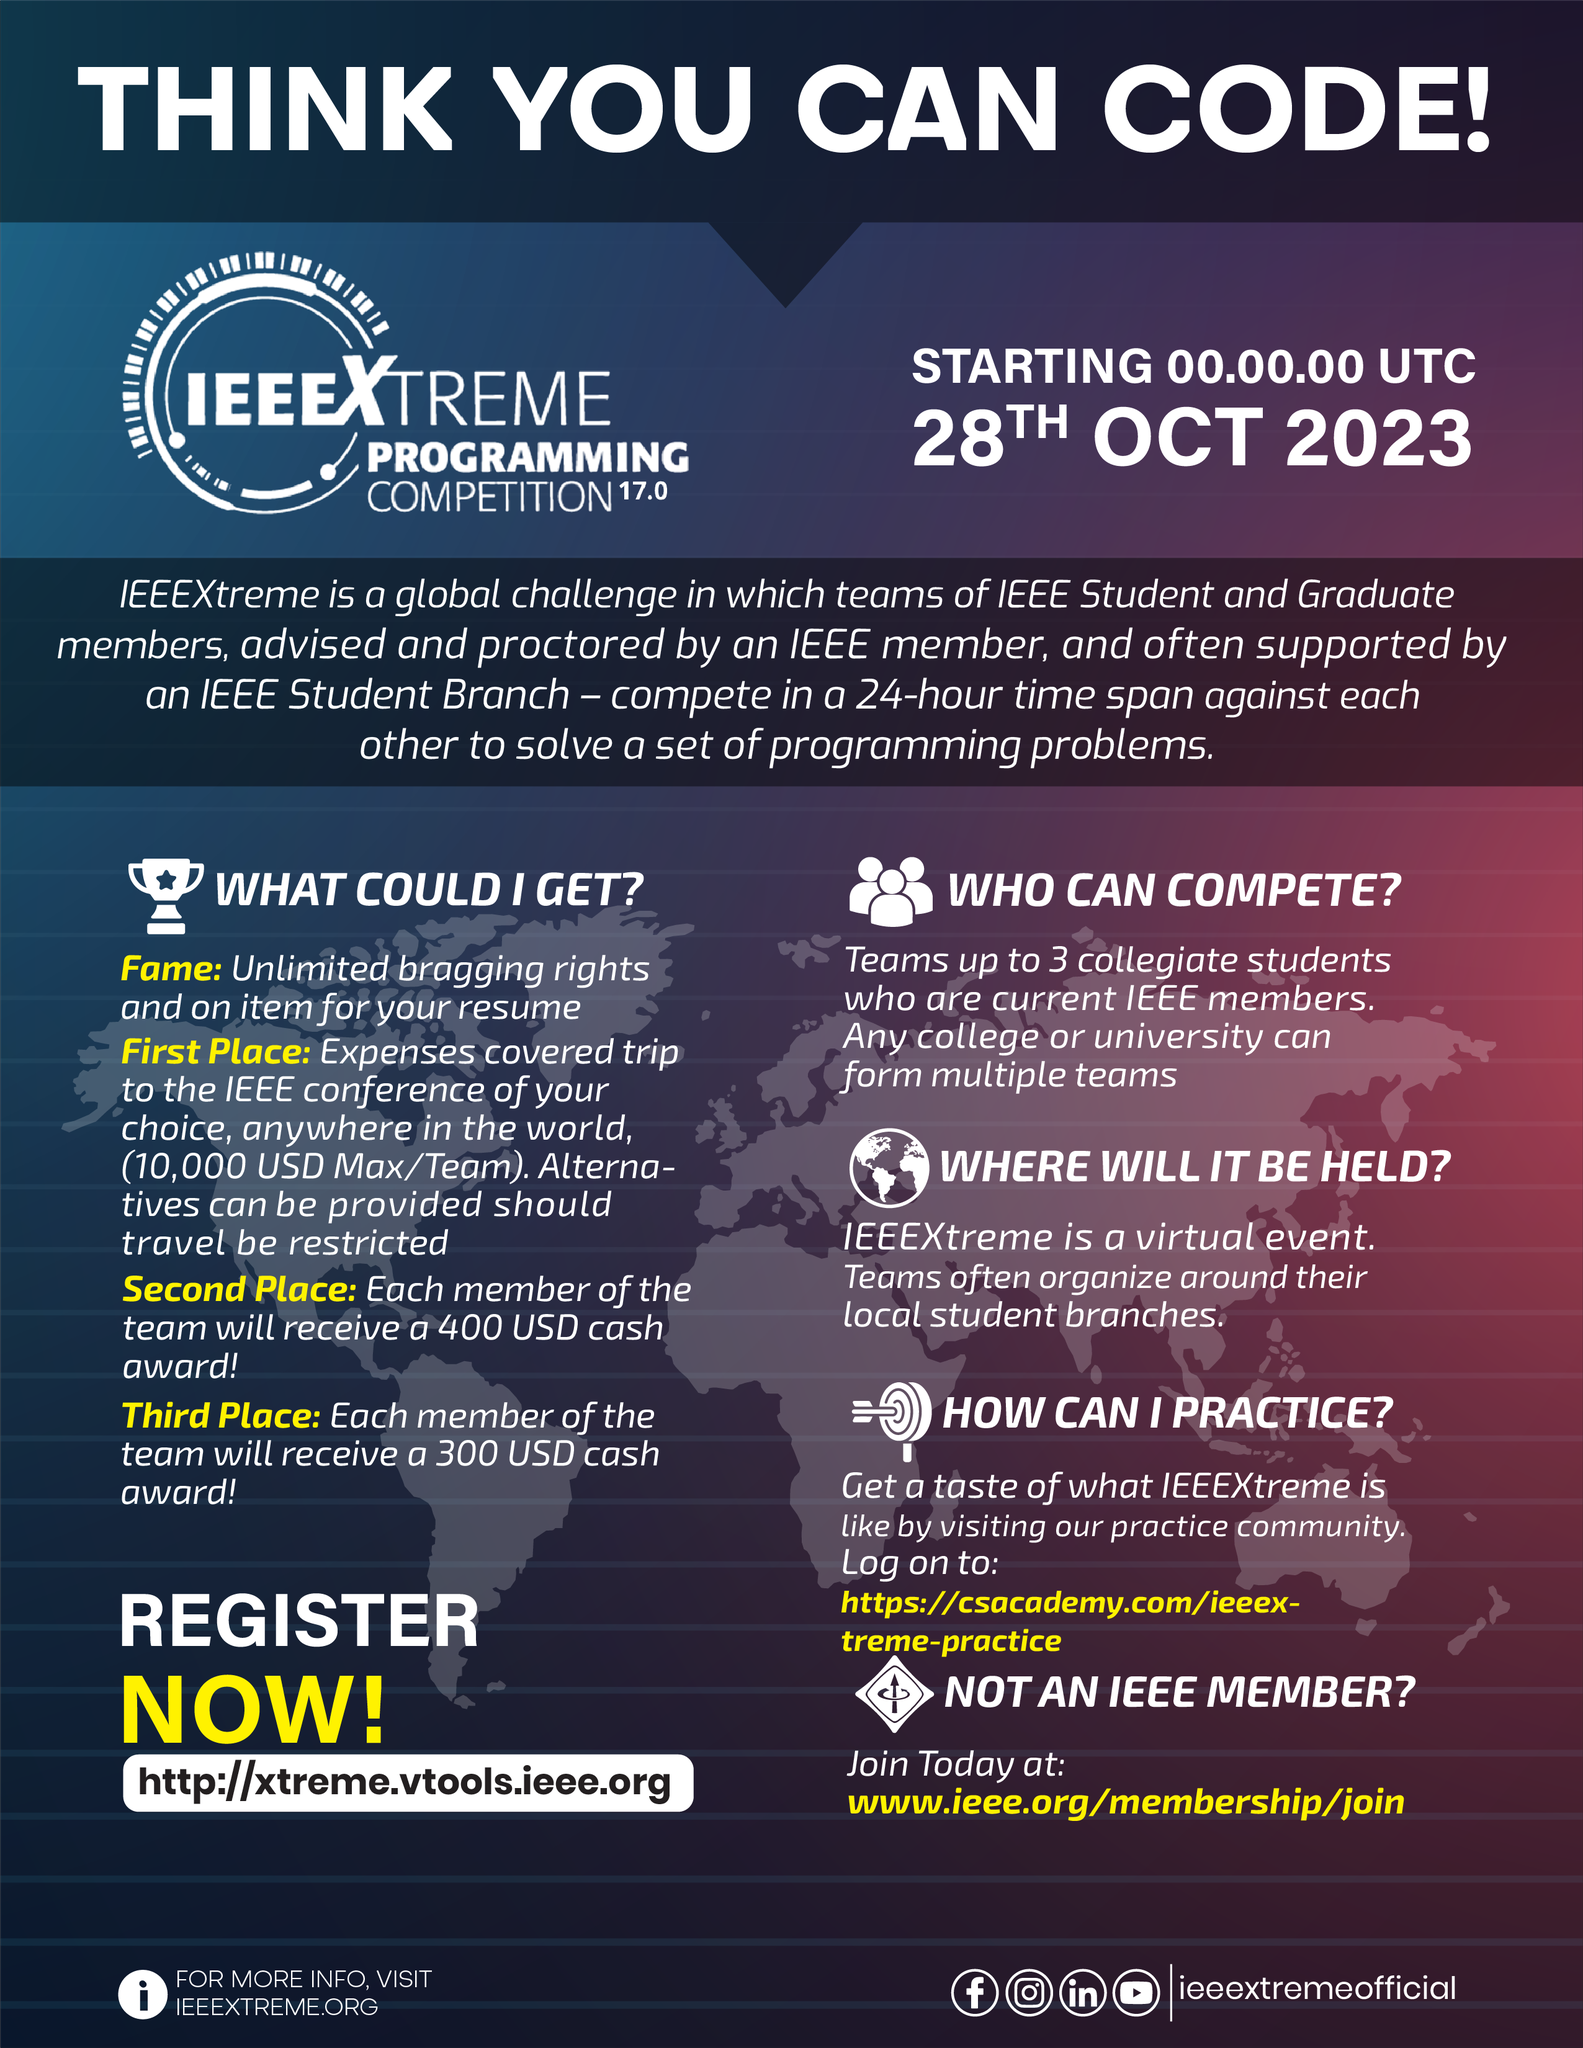 THINK YOU CAN CODE!
IEEEXTREME
PROGRAMMING
COMPETITION 17.0
STARTING 00.00.00 UTC
28TH OCT 2023
IEEEXtreme is a global challenge in which teams of IEEE Student and Graduate
members, advised and proctored by an IEEE member, and often supported by
an IEEE Student Branch – compete in a 24-hour time span against each
other to solve a set of programming problems.
WHAT COULD I GET?
Fame: Unlimited bragging rights
and on item for your resume
First Place: Expenses covered trip
to the IEEE conference of your
choice, anywhere in the world,
(10,000 USD Max/Team). Alterna-
tives can be provided should
travel be restricted
Second Place: Each member of the
team will receive a 400 USD cash
award!
Third Place: Each member of the
team will receive a 300 USD cash
award!
REGISTER
NOW!
http://xtreme.vtools.ieee.org
WHO CAN COMPETE?
Teams up to 3 collegiate students
who are current IEEE members.
Any college or university can
form multiple teams
WHERE WILL IT BE HELD?
IEEEXtreme is a virtual event.
Teams often organize around their
local student branches.
HOW CAN I PRACTICE?
Get a taste of what IEEEXtreme is
like by visiting our practice community.
Log on to:
https://csacademy.com/ieeex-
treme-practice
NOT AN IEEE MEMBER?
Join Today at:
www.ieee.org/membership/join
FOR MORE INFO, VISIT
IEEEXTREME.ORG
ieeextremeofficial